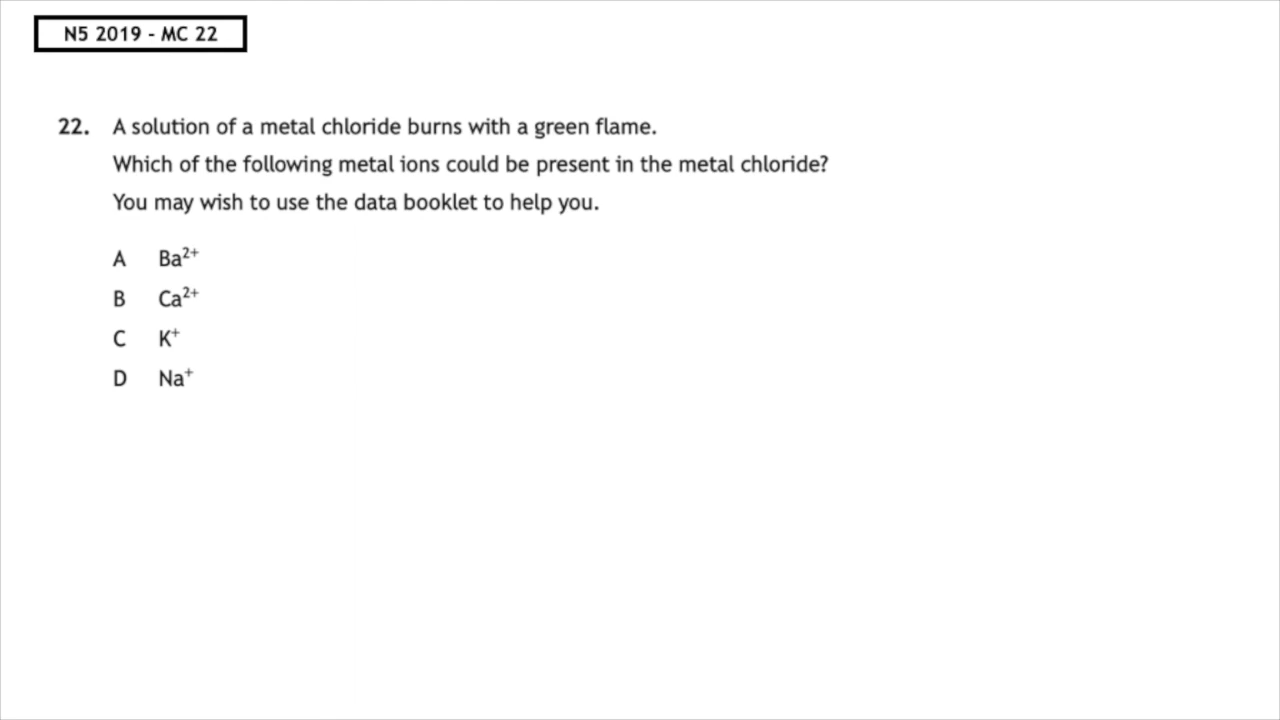 N5 2019 - MC 22
22. A solution of a metal chloride burns with a green flame.
Which of the following metal ions could be present in the metal chloride?
You may wish to use the data booklet to help you.
A Ba²⁺
B Ca²⁺
C K⁺
D Na⁺